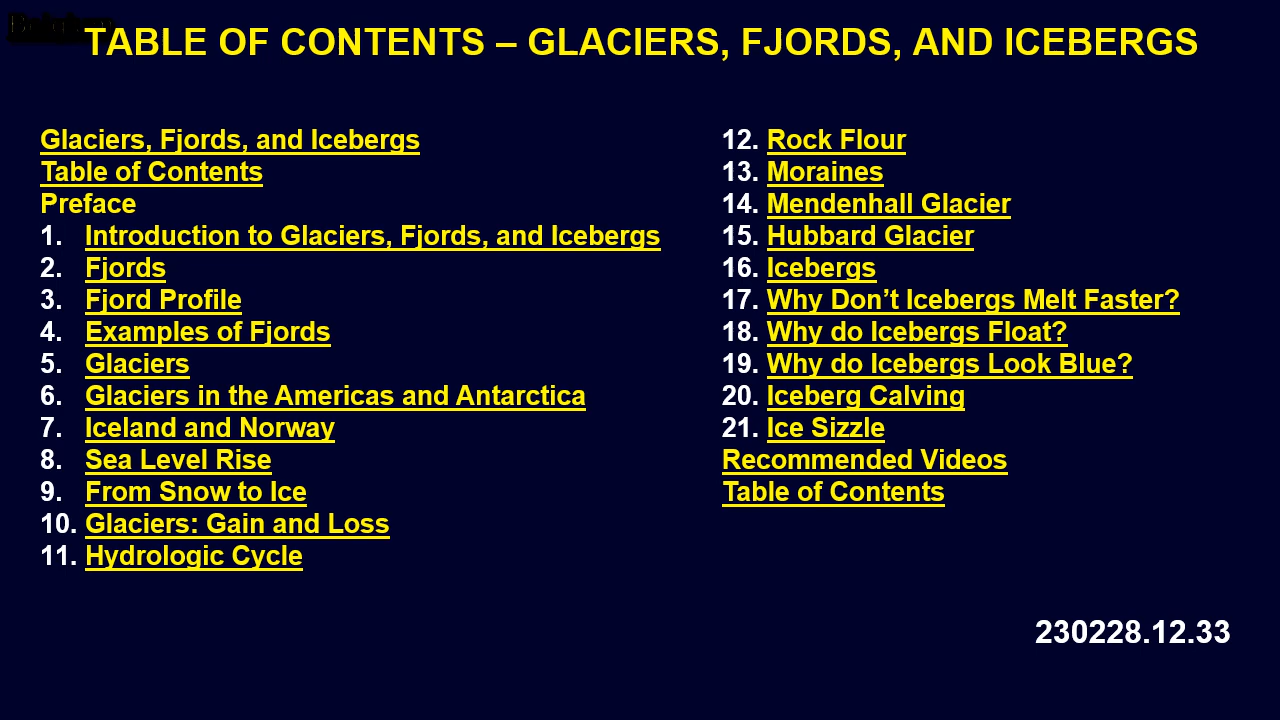 TABLE OF CONTENTS – GLACIERS, FJORDS, AND ICEBERGS
Glaciers, Fjords, and Icebergs
Table of Contents
Preface
1. Introduction to Glaciers, Fjords, and Icebergs
2. Fjords
3. Fjord Profile
4. Examples of Fjords
5. Glaciers
6. Glaciers in the Americas and Antarctica
7. Iceland and Norway
8. Sea Level Rise
9. From Snow to Ice
10. Glaciers: Gain and Loss
11. Hydrologic Cycle
12. Rock Flour
13. Moraines
14. Mendenhall Glacier
15. Hubbard Glacier
16. Icebergs
17. Why Don’t Icebergs Melt Faster?
18. Why do Icebergs Float?
19. Why do Icebergs Look Blue?
20. Iceberg Calving
21. Ice Sizzle
Recommended Videos
Table of Contents
230228.12.33